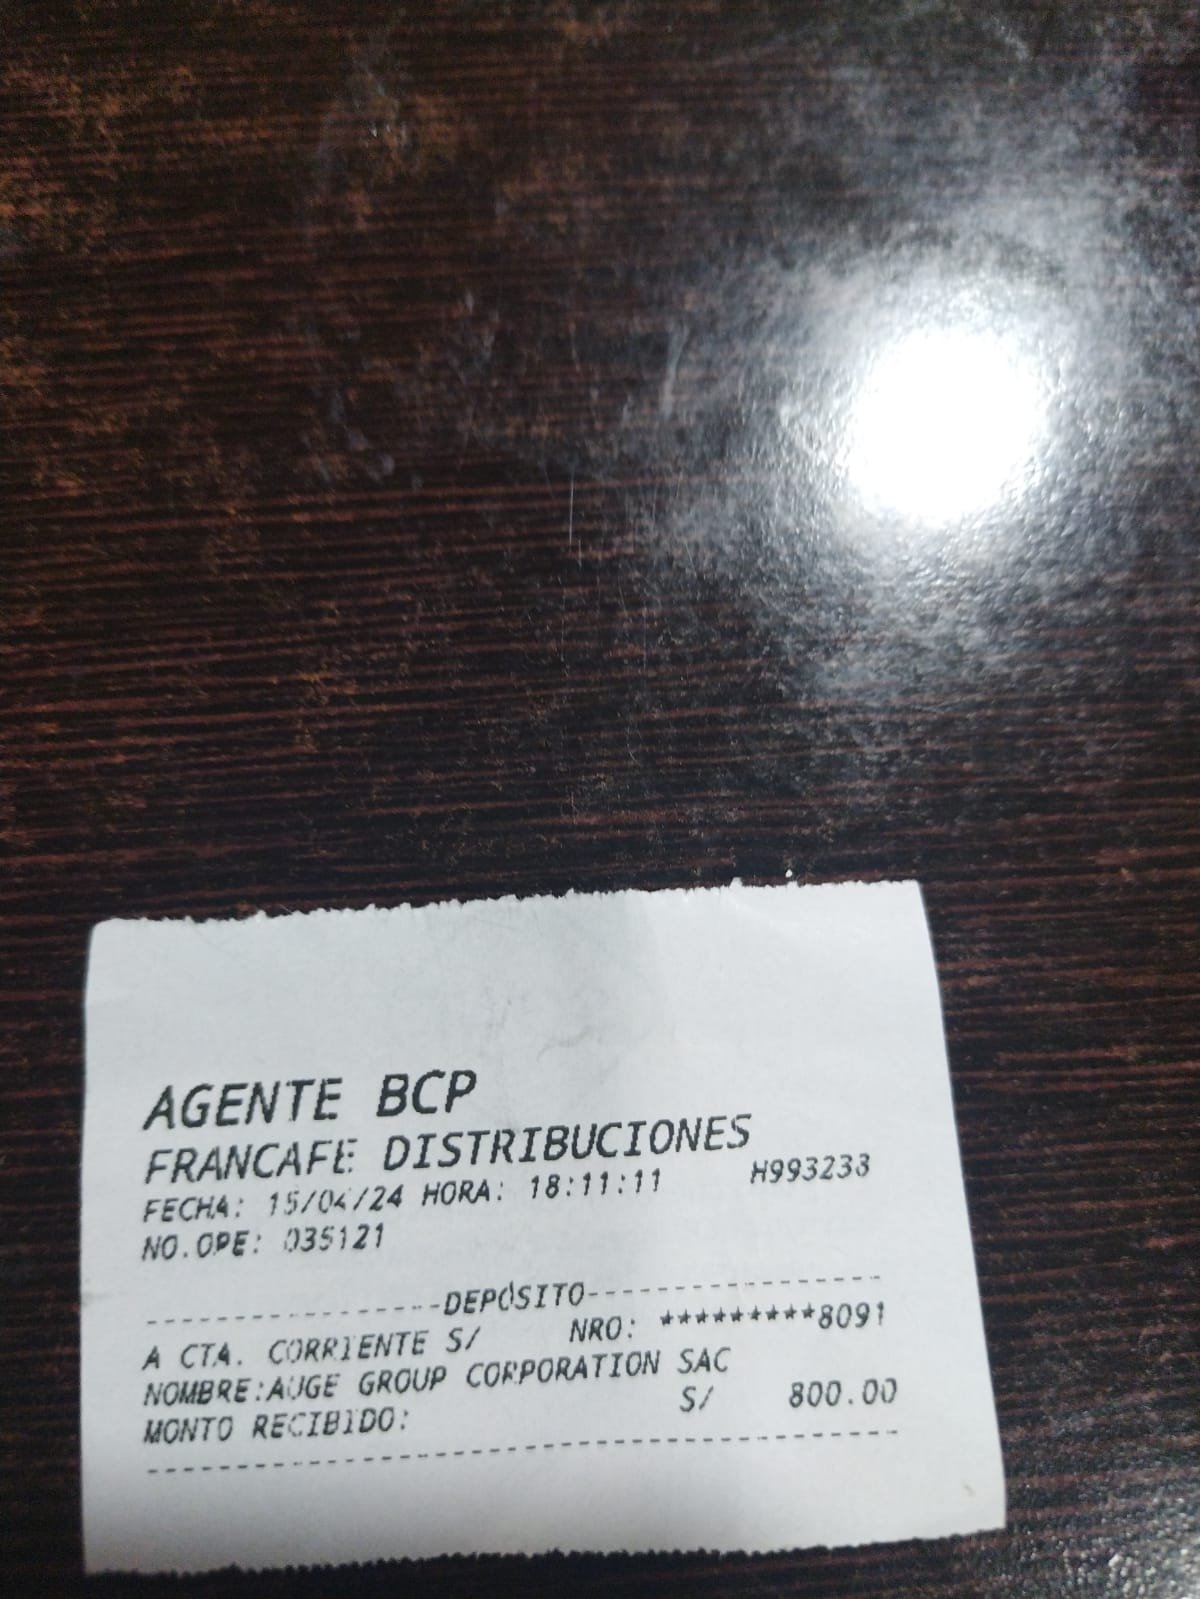 AGENTE BCP
FRANCAFE DISTRIBUCIONES
FECHA: 15/04/24 HORA: 18:11:11 H993233
NO.OPE: 035121
--------------------DEPÓSITO--------------------
A CTA. CORRIENTE S/ NRO: *********8091
NOMBRE:AUGE GROUP CORPORATION SAC
MONTO RECIBIDO: S/ 800.00